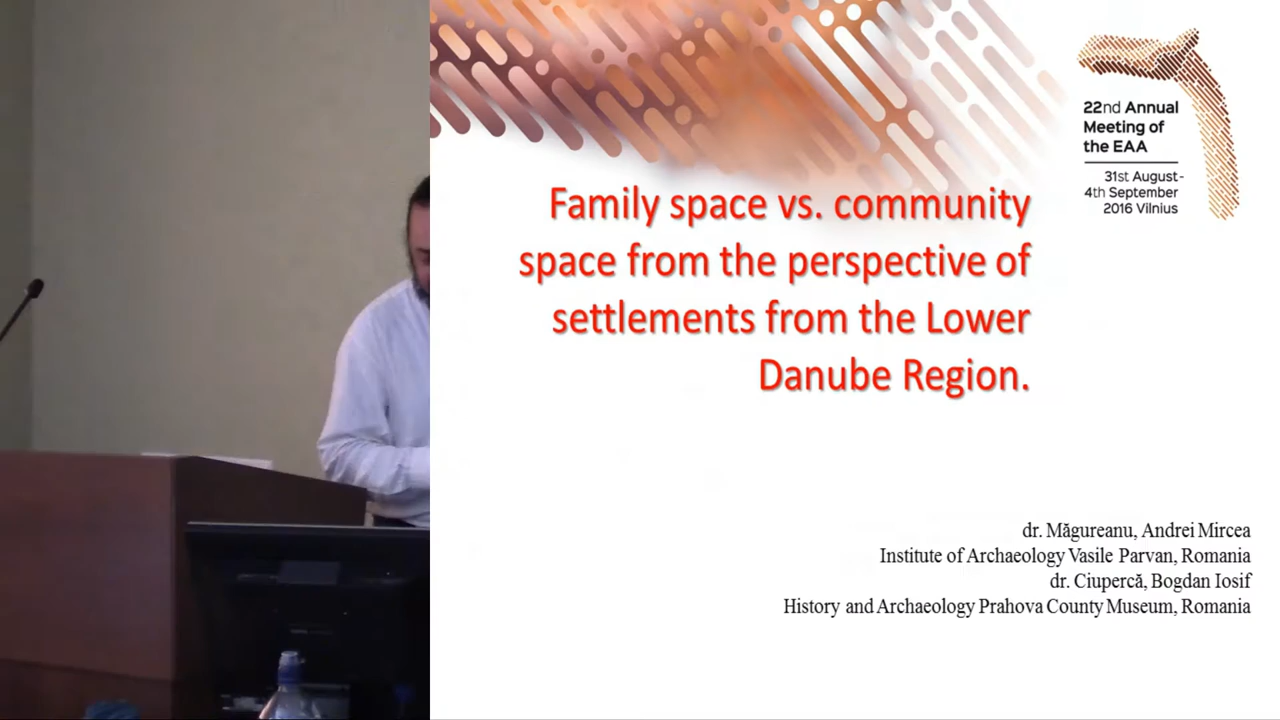 22nd Annual
Meeting of
the EAA
31st August-
4th September
2016 Vilnius
Family space vs. community
space from the perspective of
settlements from the Lower
Danube Region.
dr. Măgureanu, Andrei Mircea
Institute of Archaeology Vasile Parvan, Romania
dr. Ciupercă, Bogdan Iosif
History and Archaeology Prahova County Museum, Romania